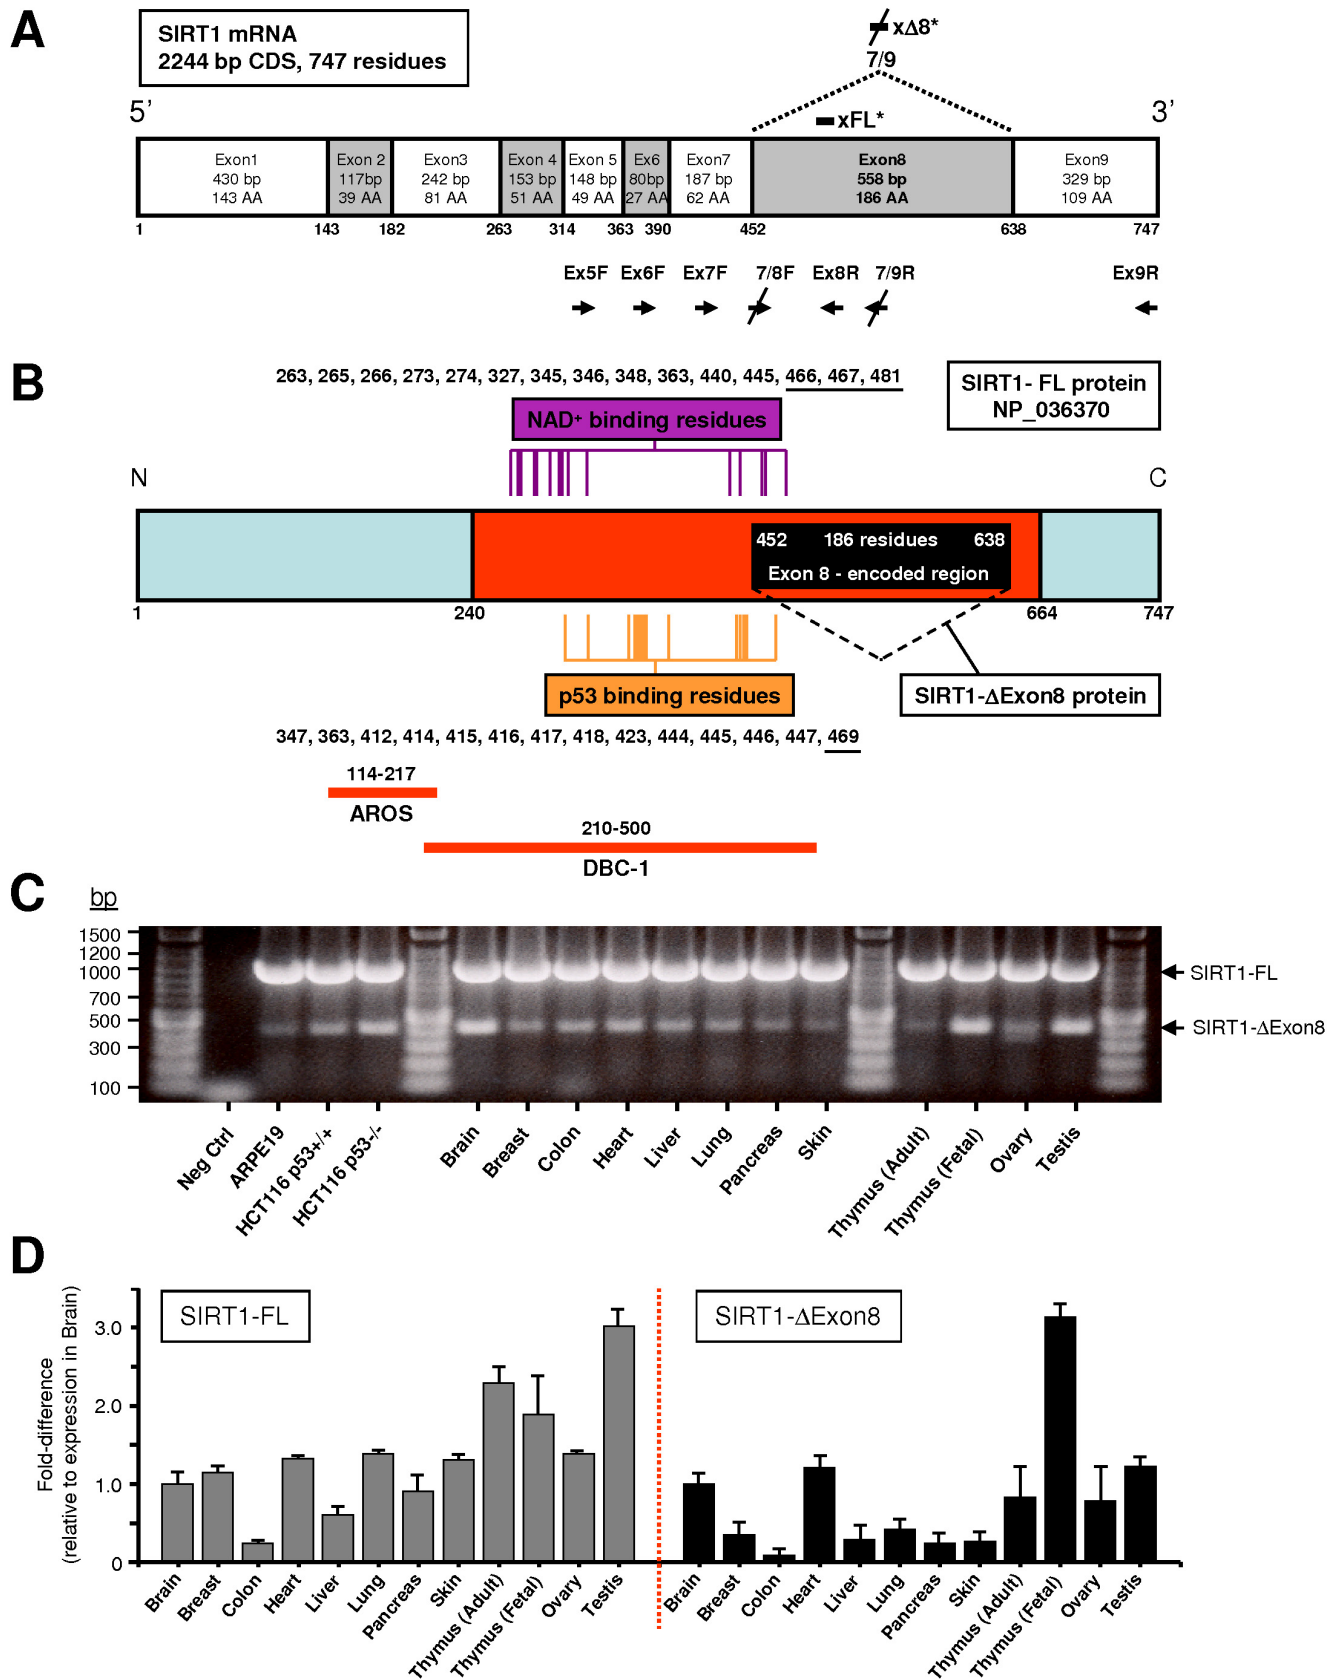 A
SIRT1 mRNA
2244 bp CDS, 747 residues
xΔ8*
7/9
xFL*
5’
3’
Exon1
430 bp
143 AA
Exon 2
117bp
39 AA
Exon3
242 bp
81 AA
Exon 4
153 bp
51 AA
Exon 5
148 bp
49 AA
Ex6
80bp
27 AA
Exon7
187 bp
62 AA
Exon8
558 bp
186 AA
Exon9
329 bp
109 AA
1 143 182 263 314 363 390 452 638 747
Ex5F Ex6F Ex7F 7/8F Ex8R 7/9R Ex9R
B
263, 265, 266, 273, 274, 327, 345, 346, 348, 363, 440, 445, 466, 467, 481
SIRT1- FL protein
NP_036370
NAD+ binding residues
N
C
452 186 residues 638
Exon 8 - encoded region
1 240 664 747
p53 binding residues
SIRT1-ΔExon8 protein
347, 363, 412, 414, 415, 416, 417, 418, 423, 444, 445, 446, 447, 469
114-217
AROS
210-500
DBC-1
C
bp
1500
1200
1000
700
500
300
100
SIRT1-FL
SIRT1-ΔExon8
Neg Ctrl
ARPE19
HCT116 p53+/+
HCT116 p53-/-
Brain
Breast
Colon
Heart
Liver
Lung
Pancreas
Skin
Thymus (Adult)
Thymus (Fetal)
Ovary
Testis
D
Fold-difference
(relative to expression in Brain)
SIRT1-FL
SIRT1-ΔExon8
3.0
2.0
1.0
0
Brain
Breast
Colon
Heart
Liver
Lung
Pancreas
Skin
Thymus (Adult)
Thymus (Fetal)
Ovary
Testis
Brain
Breast
Colon
Heart
Liver
Lung
Pancreas
Skin
Thymus (Adult)
Thymus (Fetal)
Ovary
Testis